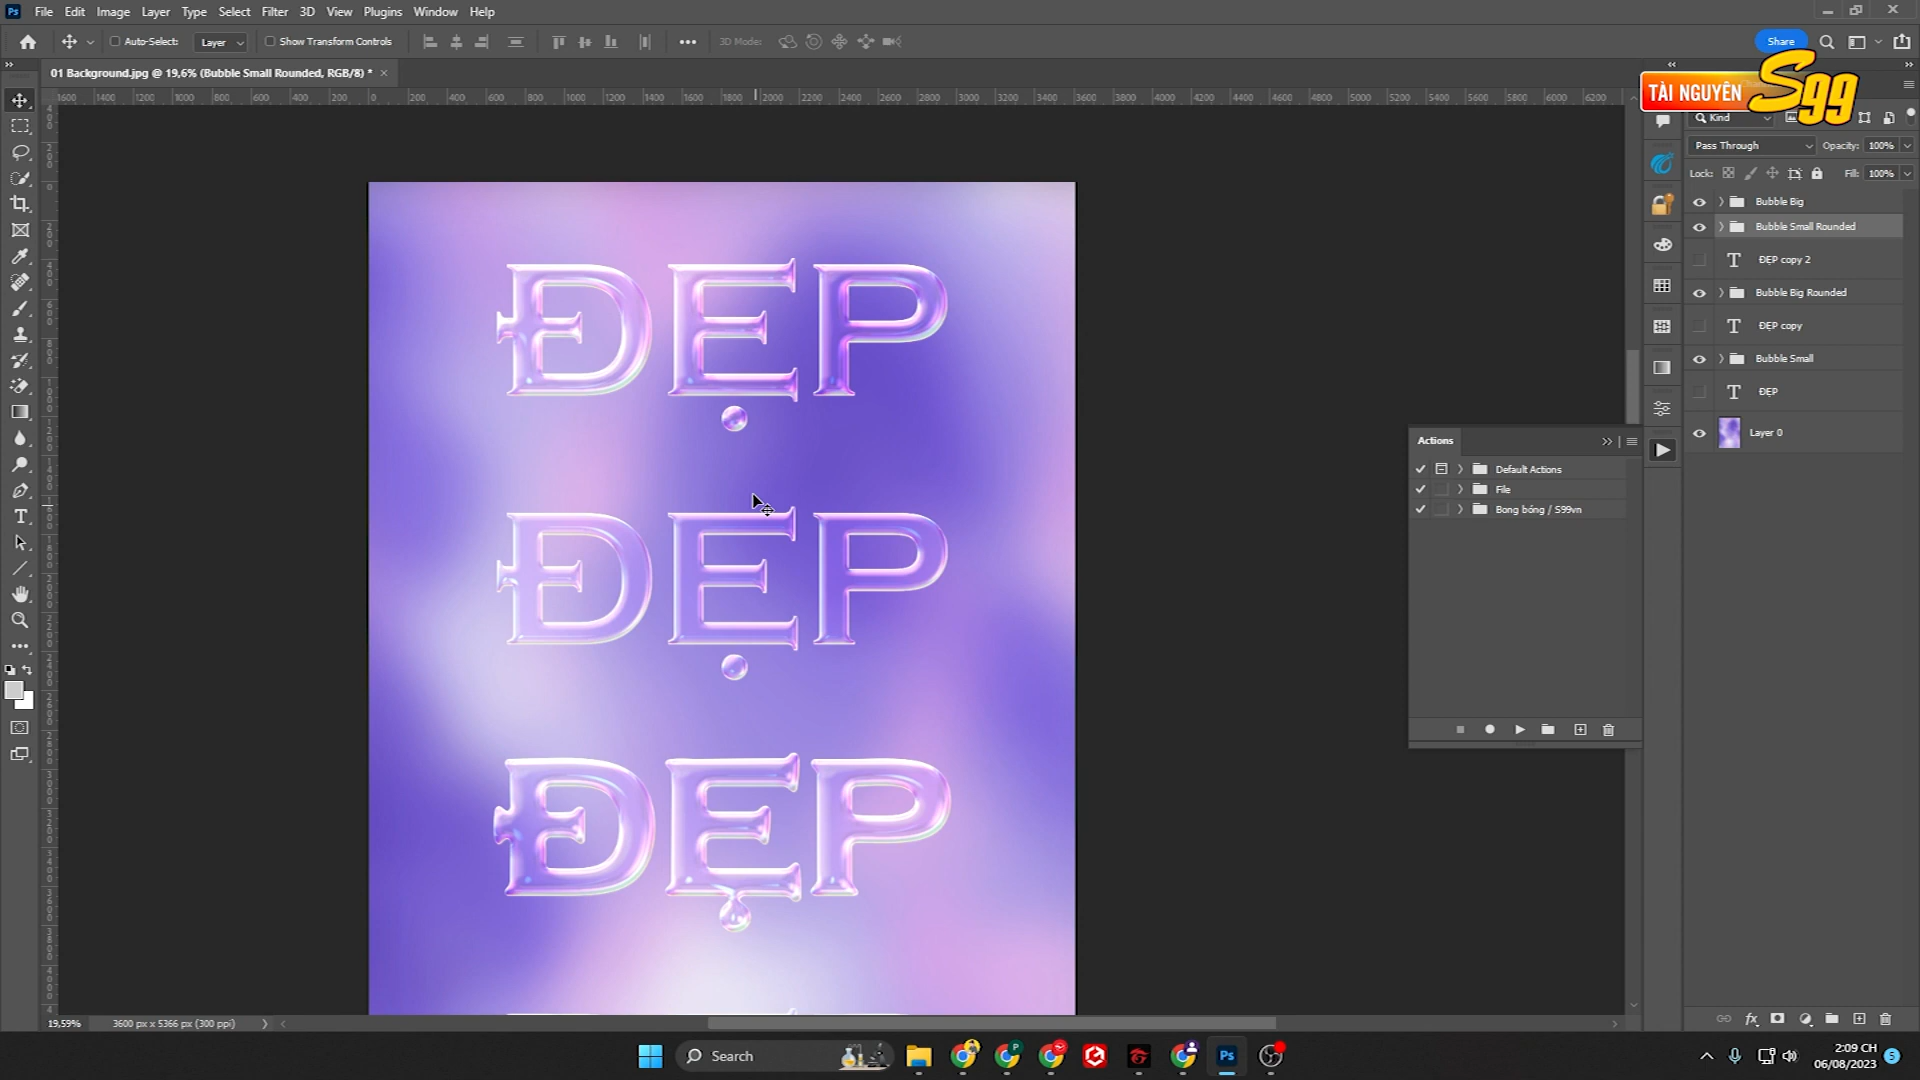 File Edit Image Layer Type Select Filter 3D View Plugins Window Help
Auto-Select: Layer Show Transform Controls 3D Mode: Share
01 Background.jpg @ 19,6% (Bubble Small Rounded, RGB/8) *
TÀI NGUYÊN S99
Kind
Pass Through Opacity: 100%
Lock: Fill: 100%
Bubble Big
Bubble Small Rounded
ĐẸP copy 2
Bubble Big Rounded
ĐẸP copy
Bubble Small
ĐẸP
Layer 0
ĐẸP
ĐẸP
ĐẸP
Actions
Default Actions
File
Bong bóng / S99vn
19,59% 3600 px x 5366 px (300 ppi)
Search
2:09 CH
06/08/2023
5